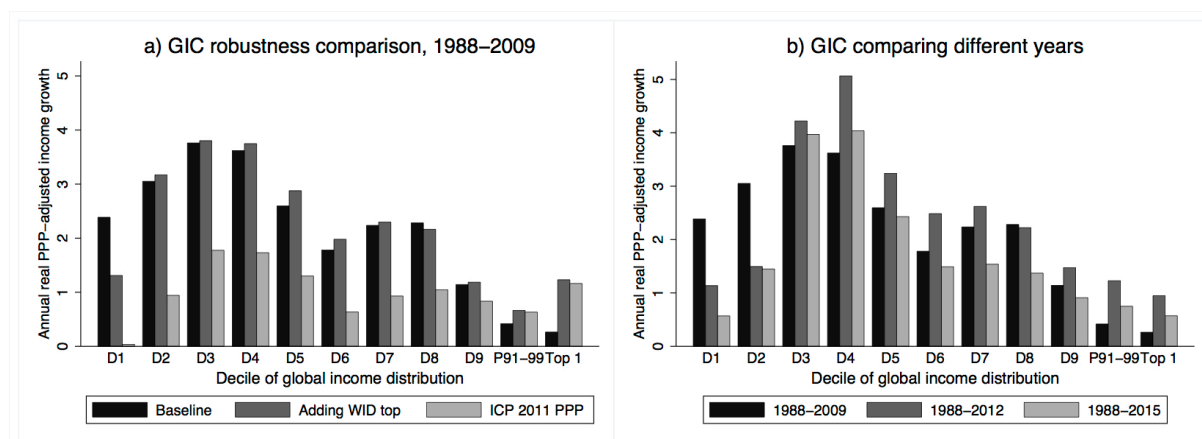 a) GIC robustness comparison, 1988–2009
Annual real PPP-adjusted income growth
5
4
3
2
1
0
D1 D2 D3 D4 D5 D6 D7 D8 D9 P91–99 Top 1
Decile of global income distribution
Baseline Adding WID top ICP 2011 PPP
b) GIC comparing different years
Annual real PPP-adjusted income growth
5
4
3
2
1
0
D1 D2 D3 D4 D5 D6 D7 D8 D9 P91–99 Top 1
Decile of global income distribution
1988–2009 1988–2012 1988–2015